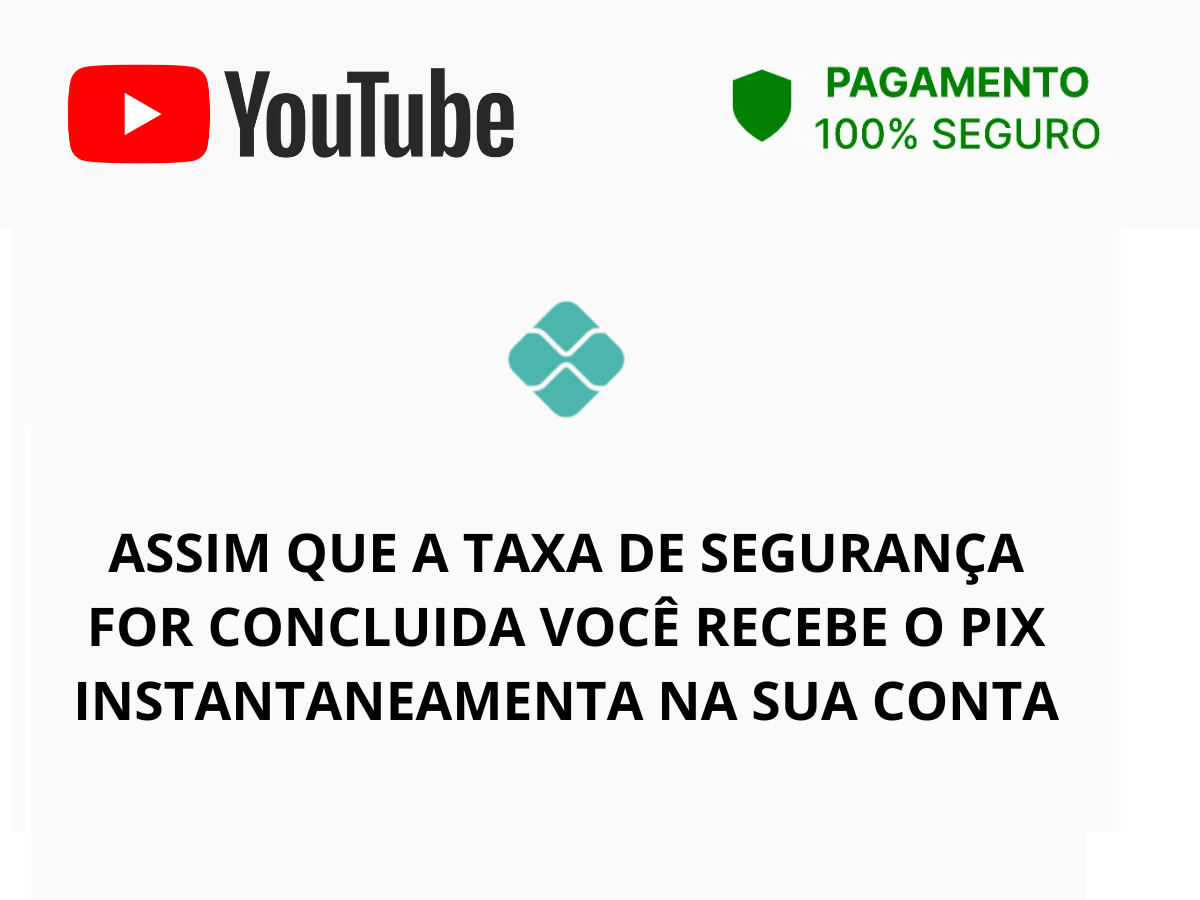 YouTube
PAGAMENTO
100% SEGURO
ASSIM QUE A TAXA DE SEGURANÇA
FOR CONCLUIDA VOCÊ RECEBE O PIX
INSTANTANEAMENTA NA SUA CONTA